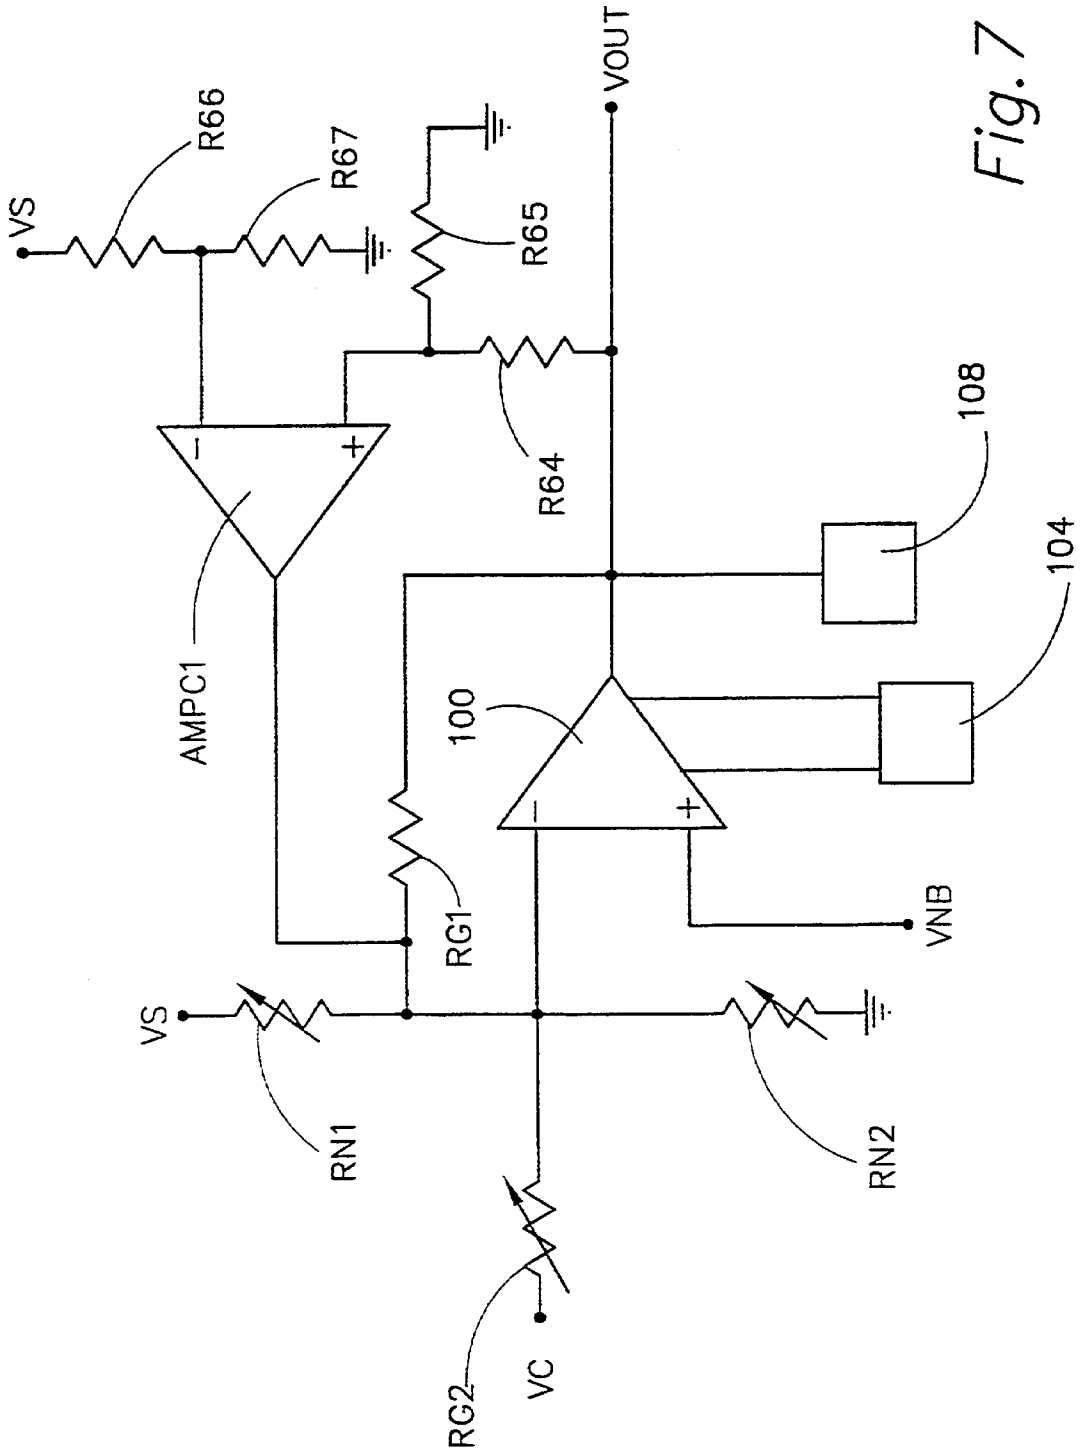 VS
R66
R67
AMPC1
-
+
R65
R64
VOUT
VS
RN1
RG1
100
-
+
108
104
RG2
VC
RN2
VNB
Fig. 7